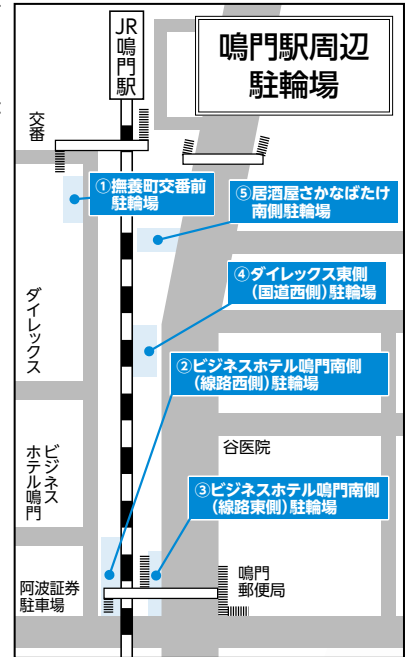 鳴門駅周辺
駐輪場
JR
鳴門駅
交番
①撫養町交番前
駐輪場
⑤居酒屋さかなばたけ
南側駐輪場
④ダイレックス東側
(国道西側)駐輪場
ダイレックス
②ビジネスホテル鳴門南側
(線路西側)駐輪場
谷医院
ビジネス
ホテル鳴門
③ビジネスホテル鳴門南側
(線路東側)駐輪場
阿波証券
駐車場
鳴門
郵便局